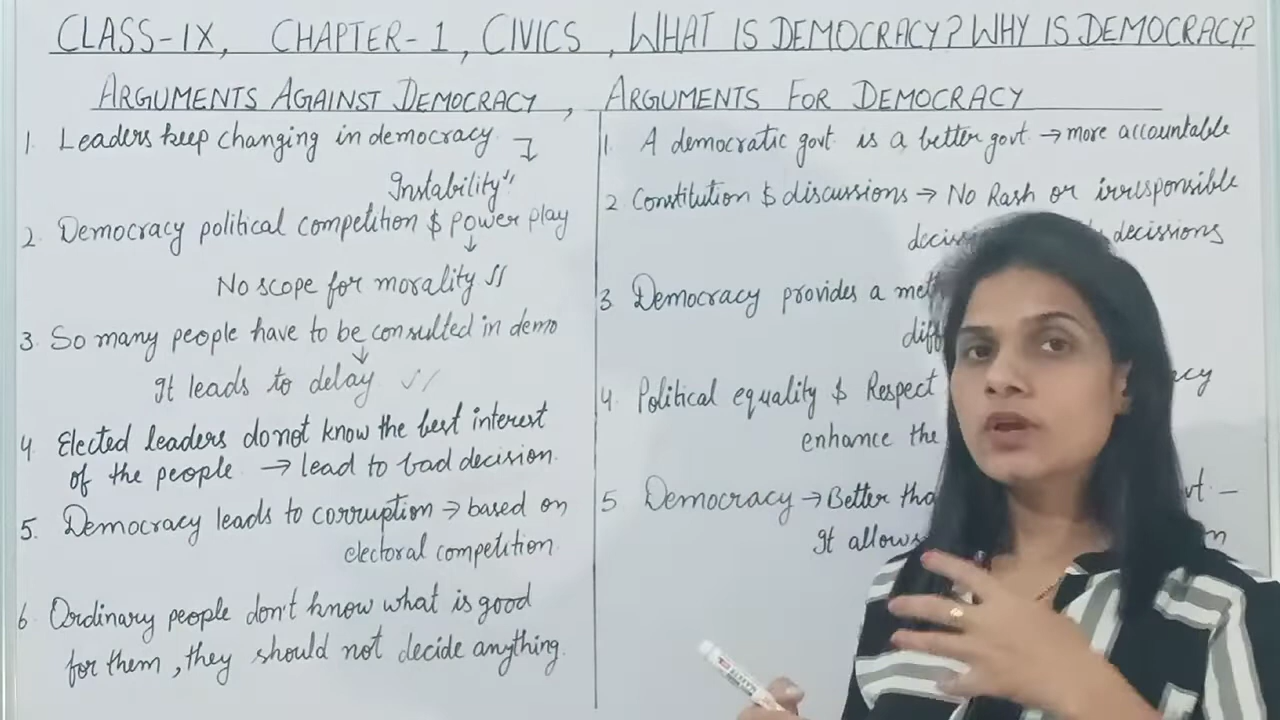 CLASS-IX, CHAPTER-1, CIVICS, WHAT IS DEMOCRACY? WHY IS DEMOCRACY?
ARGUMENTS AGAINST DEMOCRACY, ARGUMENTS FOR DEMOCRACY
1. Leaders keep changing in democracy
Instability
2. Democracy political competition & power play
↓
No scope for morality
3. So many people have to be consulted in demo
↓
It leads to delay
4 Elected leaders do not know the best interest
of the people → lead to bad decision.
5. Democracy leads to corruption → based on
electoral competition.
6 Ordinary people don't know what is good
for them, they should not decide anything.
1. A democratic govt. is a better govt → more accountable
2 Constitution & discussions → No Rash or irresponsible
decissions
3 Democracy provides a
4. Political equality & Respect
enhance the
5 Democracy → Better
It allows